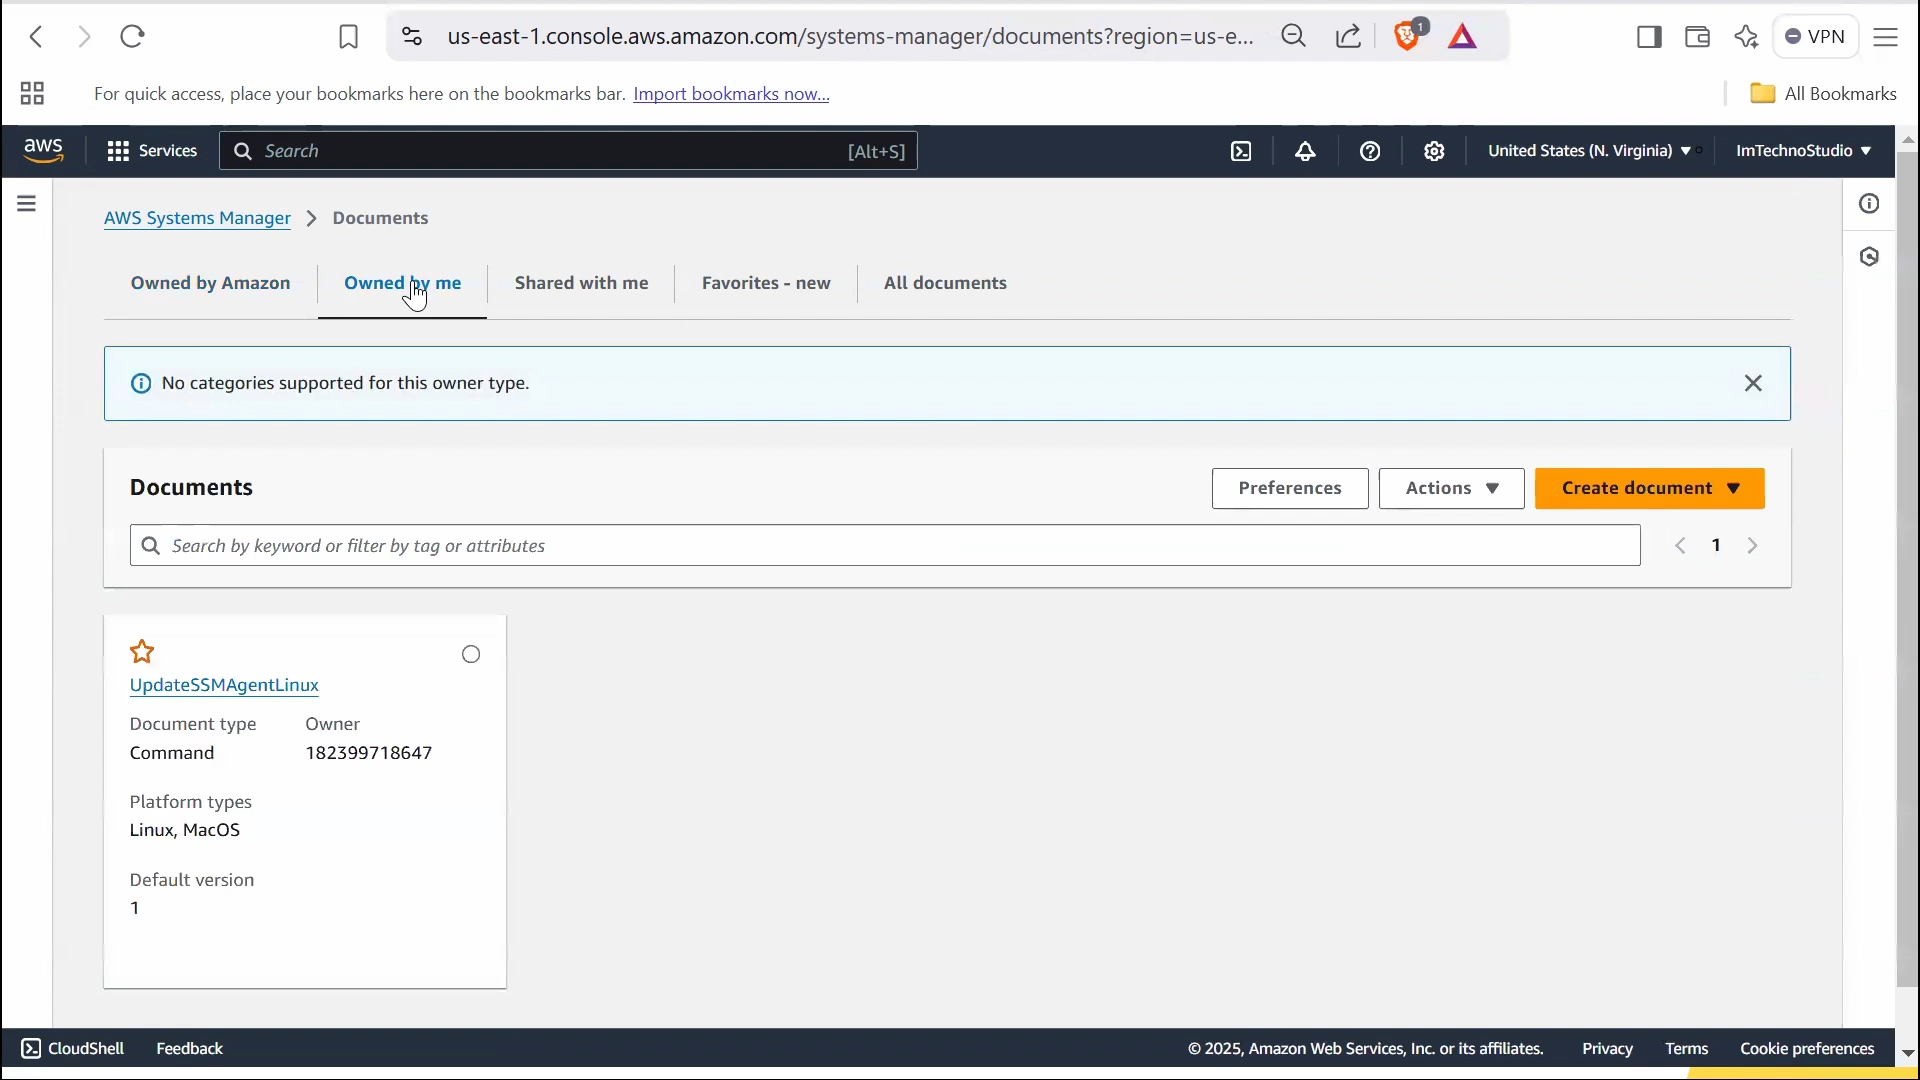 us-east-1.console.aws.amazon.com/systems-manager/documents?region=us-e...
1
VPN
For quick access, place your bookmarks here on the bookmarks bar. Import bookmarks now...
All Bookmarks
aws
Services
Search
[Alt+S]
United States (N. Virginia)
ImTechnoStudio
AWS Systems Manager
Documents
Owned by Amazon
Owned by me
Shared with me
Favorites - new
All documents
No categories supported for this owner type.
Documents
Preferences
Actions
Create document
Search by keyword or filter by tag or attributes
1
UpdateSSMAgentLinux
Document type
Owner
Command
182399718647
Platform types
Linux, MacOS
Default version
1
CloudShell
Feedback
© 2025, Amazon Web Services, Inc. or its affiliates.
Privacy
Terms
Cookie preferences